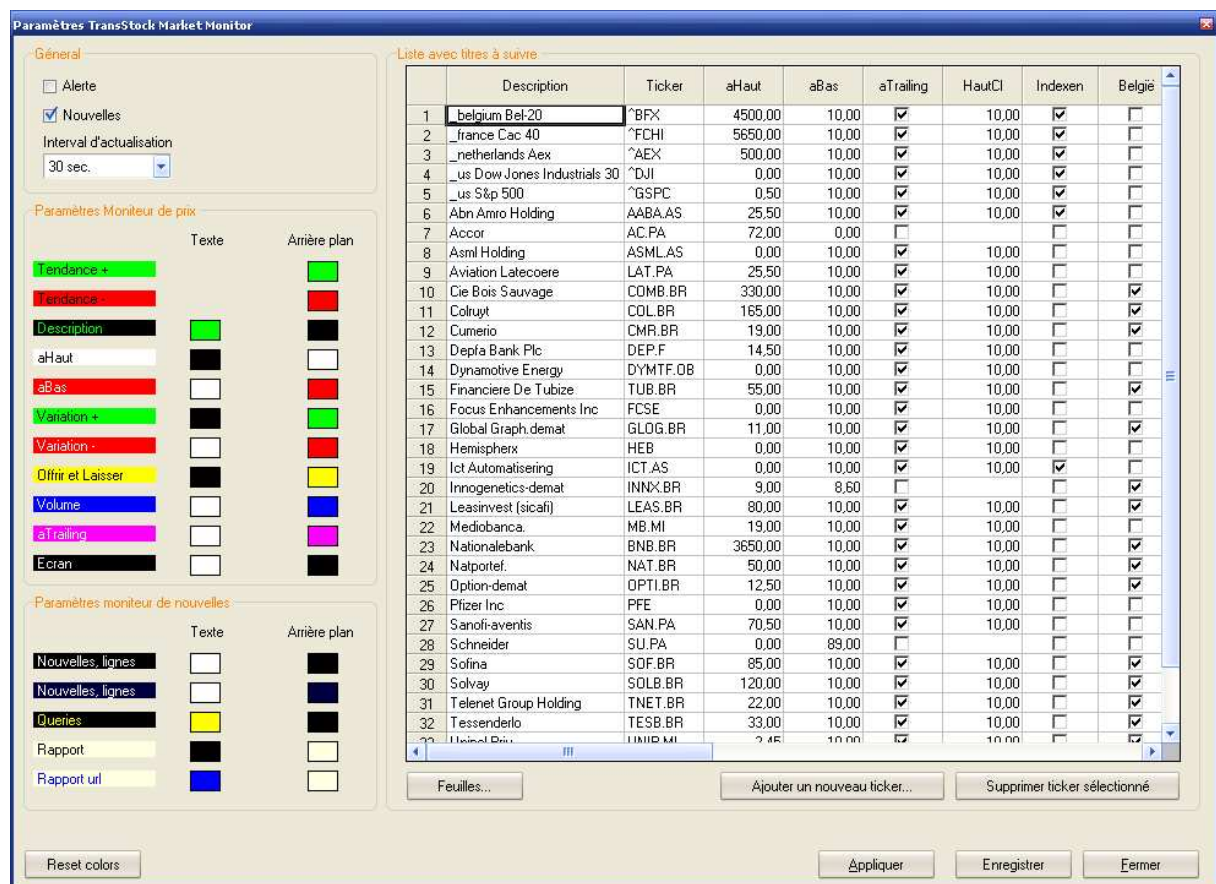 Paramètres TransStock Market Monitor
Géneral
Alerte
Nouvelles
Interval d'actualisation
30 sec.
Paramètres Moniteur de prix
Texte Arrière plan
Tendance +
Tendance -
Description
aHaut
aBas
Variation +
Variation -
Offrir et Laisser
Volume
aTrailing
Ecran
Paramètres moniteur de nouvelles
Texte Arrière plan
Nouvelles, lignes
Nouvelles, lignes
Queries
Rapport
Rapport url
Liste avec titres à suivre
Description Ticker aHaut aBas aTrailing HautCl Indexen België
1 _belgium Bel-20 ^BFX 4500,00 10,00 10,00
2 _france Cac 40 ^FCHI 5650,00 10,00 10,00
3 _netherlands Aex ^AEX 500,00 10,00 10,00
4 _us Dow Jones Industrials 30 ^DJI 0,00 10,00 10,00
5 _us S&p 500 ^GSPC 0,50 10,00 10,00
6 Abn Amro Holding AABA.AS 25,50 10,00 10,00
7 Accor AC.PA 72,00 0,00
8 Asml Holding ASML.AS 0,00 10,00 10,00
9 Aviation Latecoere LAT.PA 25,50 10,00 10,00
10 Cie Bois Sauvage COMB.BR 330,00 10,00 10,00
11 Colruyt COL.BR 165,00 10,00 10,00
12 Cumerio CMR.BR 19,00 10,00 10,00
13 Depfa Bank Plc DEP.F 14,50 10,00 10,00
14 Dynamotive Energy DYMTF.OB 0,00 10,00 10,00
15 Financiere De Tubize TUB.BR 55,00 10,00 10,00
16 Focus Enhancements Inc FCSE 0,00 10,00 10,00
17 Global Graph.demat GLOG.BR 11,00 10,00 10,00
18 Hemispherx HEB 0,00 10,00 10,00
19 Ict Automatisering ICT.AS 0,00 10,00 10,00
20 Innogenetics-demat INNX.BR 9,00 8,60
21 Leasinvest (sicafi) LEAS.BR 80,00 10,00 10,00
22 Mediobanca. MB.MI 19,00 10,00 10,00
23 Nationalebank BNB.BR 3650,00 10,00 10,00
24 Natportef. NAT.BR 50,00 10,00 10,00
25 Option-demat OPTI.BR 12,50 10,00 10,00
26 Pfizer Inc PFE 0,00 10,00 10,00
27 Sanofi-aventis SAN.PA 70,50 10,00 10,00
28 Schneider SU.PA 0,00 89,00
29 Sofina SOF.BR 85,00 10,00 10,00
30 Solvay SOLB.BR 120,00 10,00 10,00
31 Telenet Group Holding TNET.BR 22,00 10,00 10,00
32 Tessenderlo TESB.BR 33,00 10,00 10,00
Feuilles... Ajouter un nouveau ticker... Supprimer ticker sélectionné
Reset colors Appliquer Enregistrer Fermer